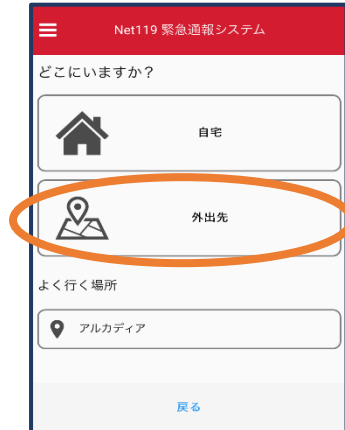 Net119 緊急通報システム
どこにいますか？
自宅
外出先
よく行く場所
アルカディア
戻る